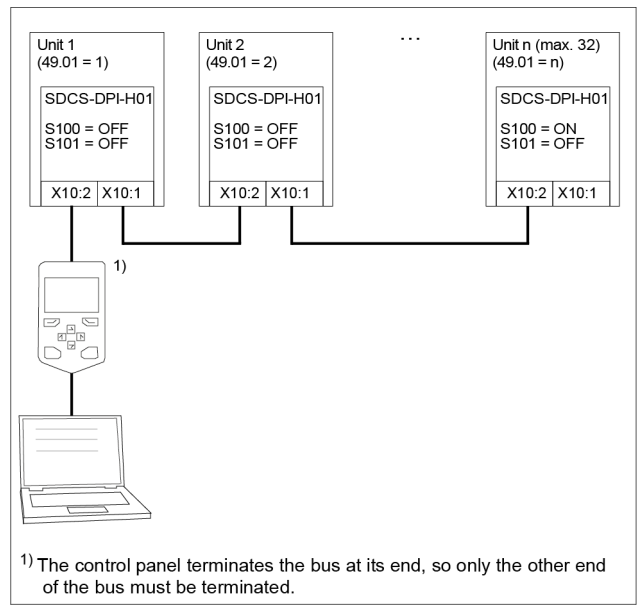 Unit 1
(49.01 = 1)
SDCS-DPI-H01
S100 = OFF
S101 = OFF
X10:2 X10:1
Unit 2
(49.01 = 2)
SDCS-DPI-H01
S100 = OFF
S101 = OFF
X10:2 X10:1
...
Unit n (max. 32)
(49.01 = n)
SDCS-DPI-H01
S100 = ON
S101 = OFF
X10:2 X10:1
1)
1) The control panel terminates the bus at its end, so only the other end
of the bus must be terminated.